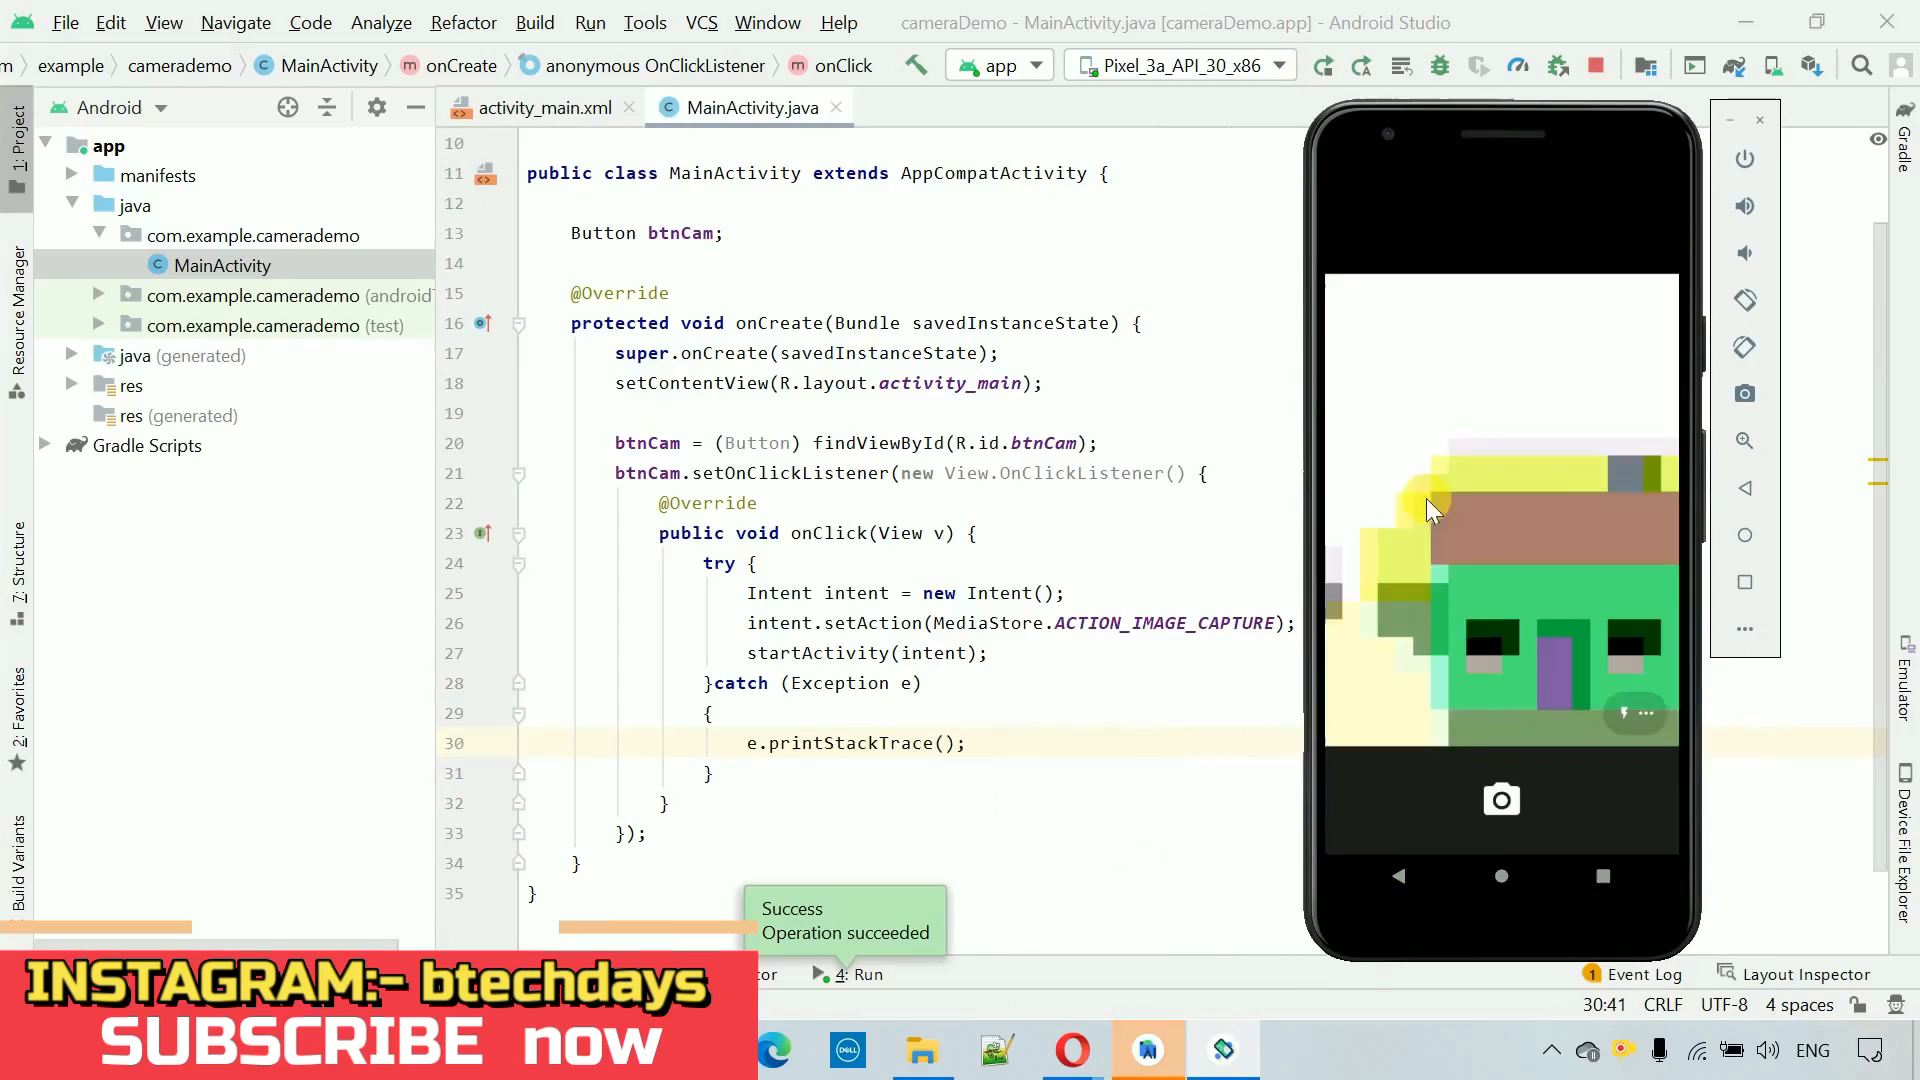 File Edit View Navigate Code Analyze Refactor Build Run Tools VCS Window Help cameraDemo - MainActivity.java [cameraDemo.app] - Android Studio
m example camerademo MainActivity onCreate anonymous OnClickListener onClick app Pixel_3a_API_30_x86
Android activity_main.xml MainActivity.java
1: Project
Resource Manager
7: Structure
2: Favorites
Build Variants
app
manifests
java
com.example.camerademo
MainActivity
com.example.camerademo (android
com.example.camerademo (test)
java (generated)
res
res (generated)
Gradle Scripts
10
11 public class MainActivity extends AppCompatActivity {
12
13 Button btnCam;
14
15 @Override
16 protected void onCreate(Bundle savedInstanceState) {
17 super.onCreate(savedInstanceState);
18 setContentView(R.layout.activity_main);
19
20 btnCam = (Button) findViewById(R.id.btnCam);
21 btnCam.setOnClickListener(new View.OnClickListener() {
22 @Override
23 public void onClick(View v) {
24 try {
25 Intent intent = new Intent();
26 intent.setAction(MediaStore.ACTION_IMAGE_CAPTURE);
27 startActivity(intent);
28 }catch (Exception e)
29 {
30 e.printStackTrace();
31 }
32 }
33 });
34 }
35 }
Gradle
Emulator
Device File Explorer
Success
Operation succeeded
tor 4: Run 1 Event Log Layout Inspector
30:41 CRLF UTF-8 4 spaces
INSTAGRAM:- btechdays
SUBSCRIBE now
DELL
ENG